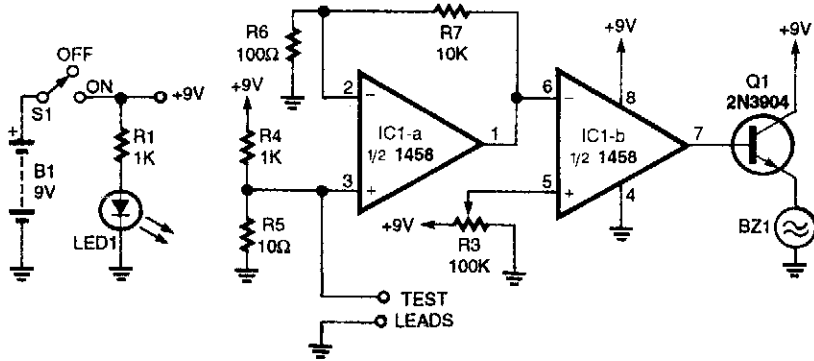 OFF
ON
S1
+9V
+
B1
9V
R1
1K
LED1
R6
100Ω
R7
10K
+9V
R4
1K
R5
10Ω
2
−
IC1-a
1/2 1458
1
3
+
+9V
R3
100K
TEST
LEADS
6
−
+9V
8
IC1-b
1/2 1458
7
5
+
4
+9V
Q1
2N3904
BZ1